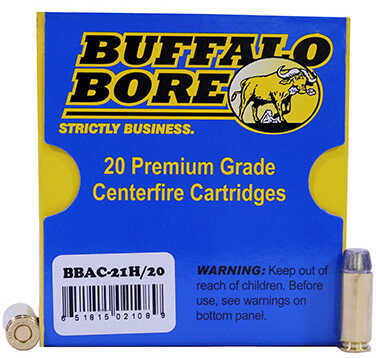 BUFFALO
BORE
STRICTLY BUSINESS.
20 Premium Grade
Centerfire Cartridges
BBAC-21H/20
6 51815 02108 9
WARNING: Keep out of
reach of children. Before
use, see warnings on
bottom panel.